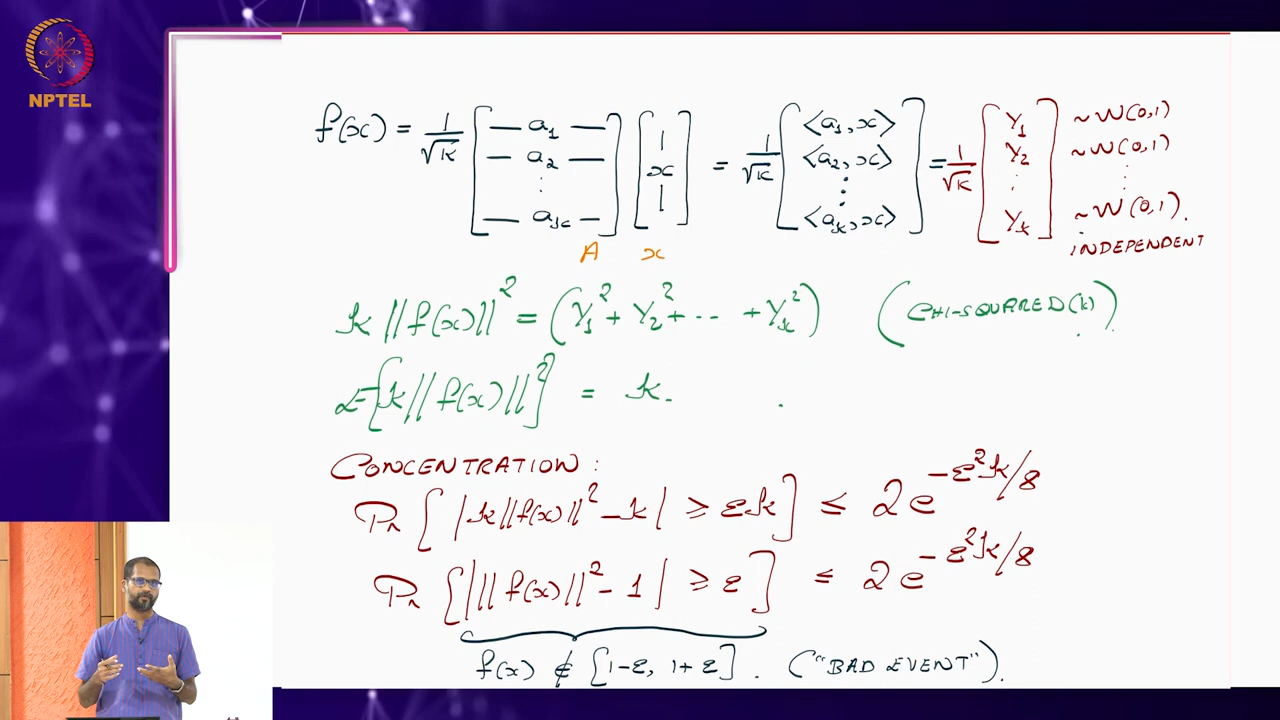 NPTEL
f(x) = 1/√k [— a₁ — — a₂ — ⋮ — aₖ —] [| x |] = 1/√k [<a₁, x> <a₂, x> ⋮ <aₖ, x>] = 1/√k [Y₁ Y₂ ⋮ Yₖ] ~ N(0,1) ~ N(0,1) ⋮ ~ N(0,1).
A x INDEPENDENT
k ||f(x)||² = (Y₁² + Y₂² + ·· + Yₖ²) (CHI-SQUARED(k))
E[k||f(x)||²] = k.
CONCENTRATION:
Pr [|k||f(x)||² - k| ≥ εk] ≤ 2e^{-ε²k/8}
Pr [|||f(x)||² - 1| ≥ ε] ≤ 2e^{-ε²k/8}
f(x) ∉ [1-ε, 1+ε]. ("BAD EVENT").